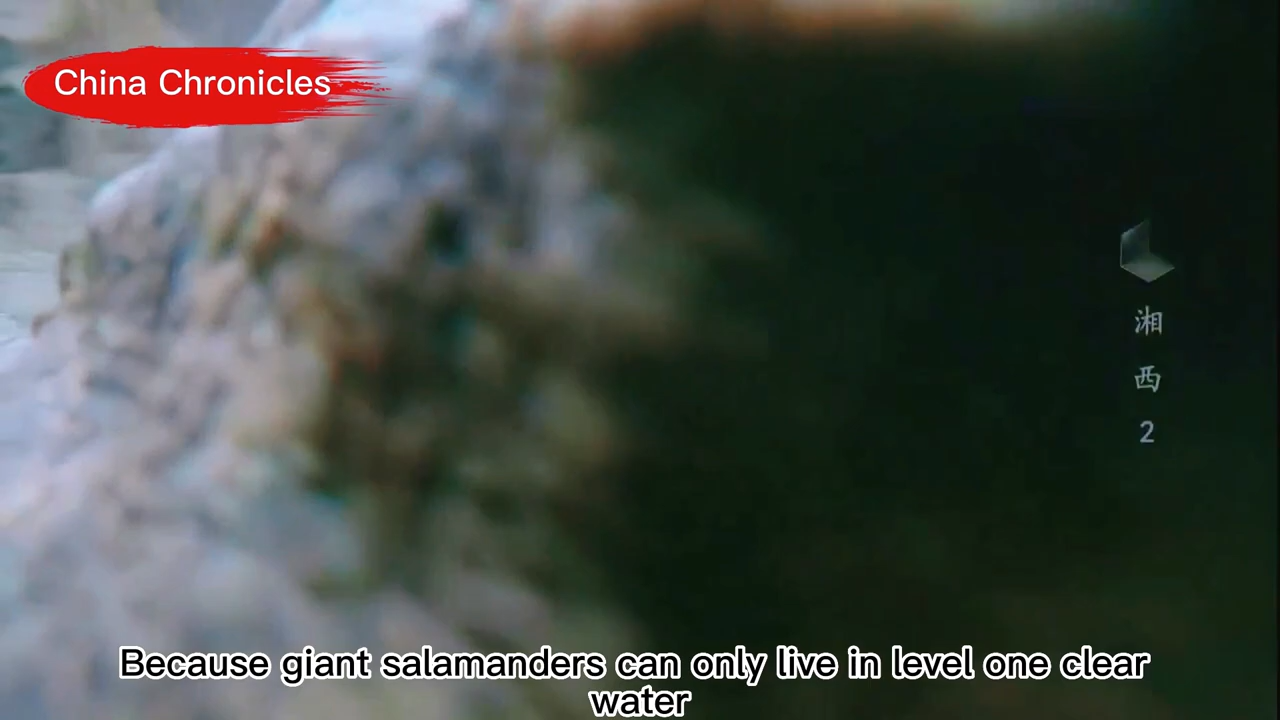 China Chronicles
湘
西
2
Because giant salamanders can only live in level one clear
water